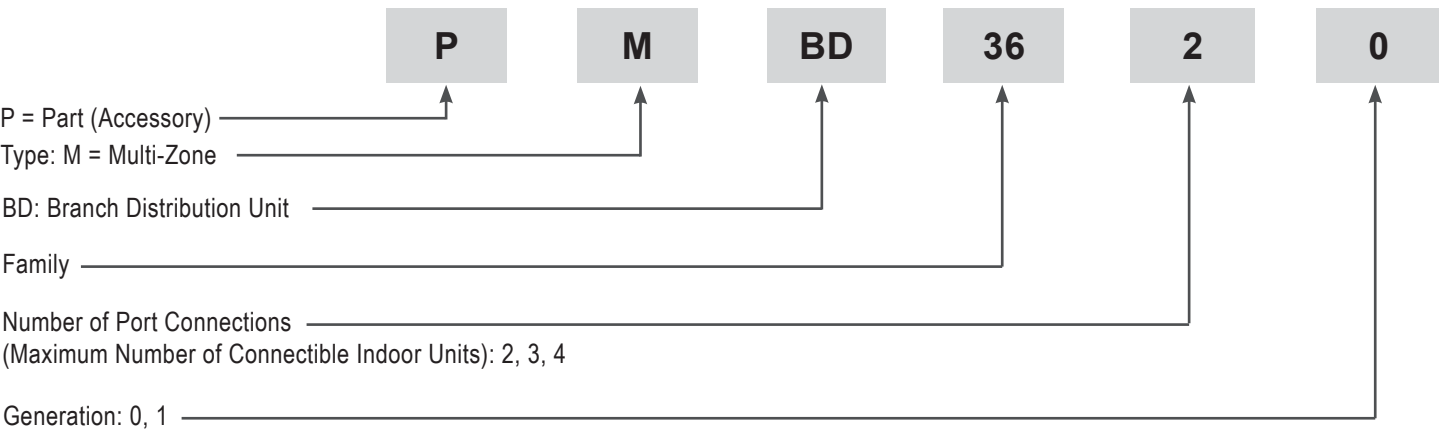 P M BD 36 2 0
P = Part (Accessory)
Type: M = Multi-Zone
BD: Branch Distribution Unit
Family
Number of Port Connections
(Maximum Number of Connectible Indoor Units): 2, 3, 4
Generation: 0, 1